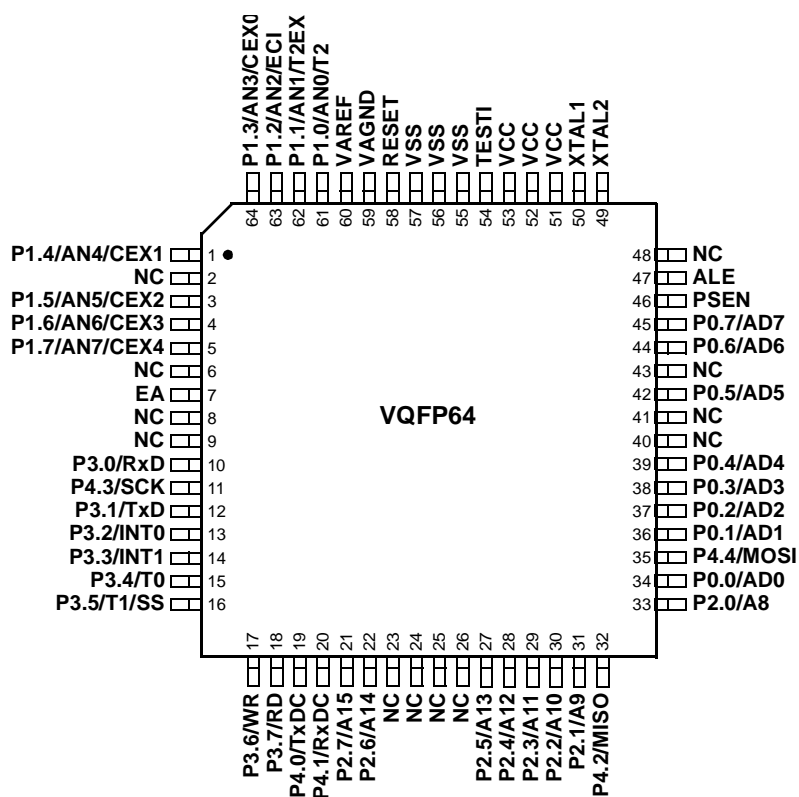 P1.3/AN3/CEX0
P1.2/AN2/ECI
P1.1/AN1/T2EX
P1.0/AN0/T2
VAREF
VAGND
RESET
VSS
VSS
VSS
TESTI
VCC
VCC
VCC
XTAL1
XTAL2
64 63 62 61 60 59 58 57 56 55 54 53 52 51 50 49
P1.4/AN4/CEX1 1
NC 2
P1.5/AN5/CEX2 3
P1.6/AN6/CEX3 4
P1.7/AN7/CEX4 5
NC 6
EA 7
NC 8
NC 9
P3.0/RxD 10
P4.3/SCK 11
P3.1/TxD 12
P3.2/INT0 13
P3.3/INT1 14
P3.4/T0 15
P3.5/T1/SS 16
VQFP64
48 NC
47 ALE
46 PSEN
45 P0.7/AD7
44 P0.6/AD6
43 NC
42 P0.5/AD5
41 NC
40 NC
39 P0.4/AD4
38 P0.3/AD3
37 P0.2/AD2
36 P0.1/AD1
35 P4.4/MOSI
34 P0.0/AD0
33 P2.0/A8
17 18 19 20 21 22 23 24 25 26 27 28 29 30 31 32
P3.6/WR
P3.7/RD
P4.0/TxDC
P4.1/RxDC
P2.7/A15
P2.6/A14
NC
NC
NC
NC
P2.5/A13
P2.4/A12
P2.3/A11
P2.2/A10
P2.1/A9
P4.2/MISO